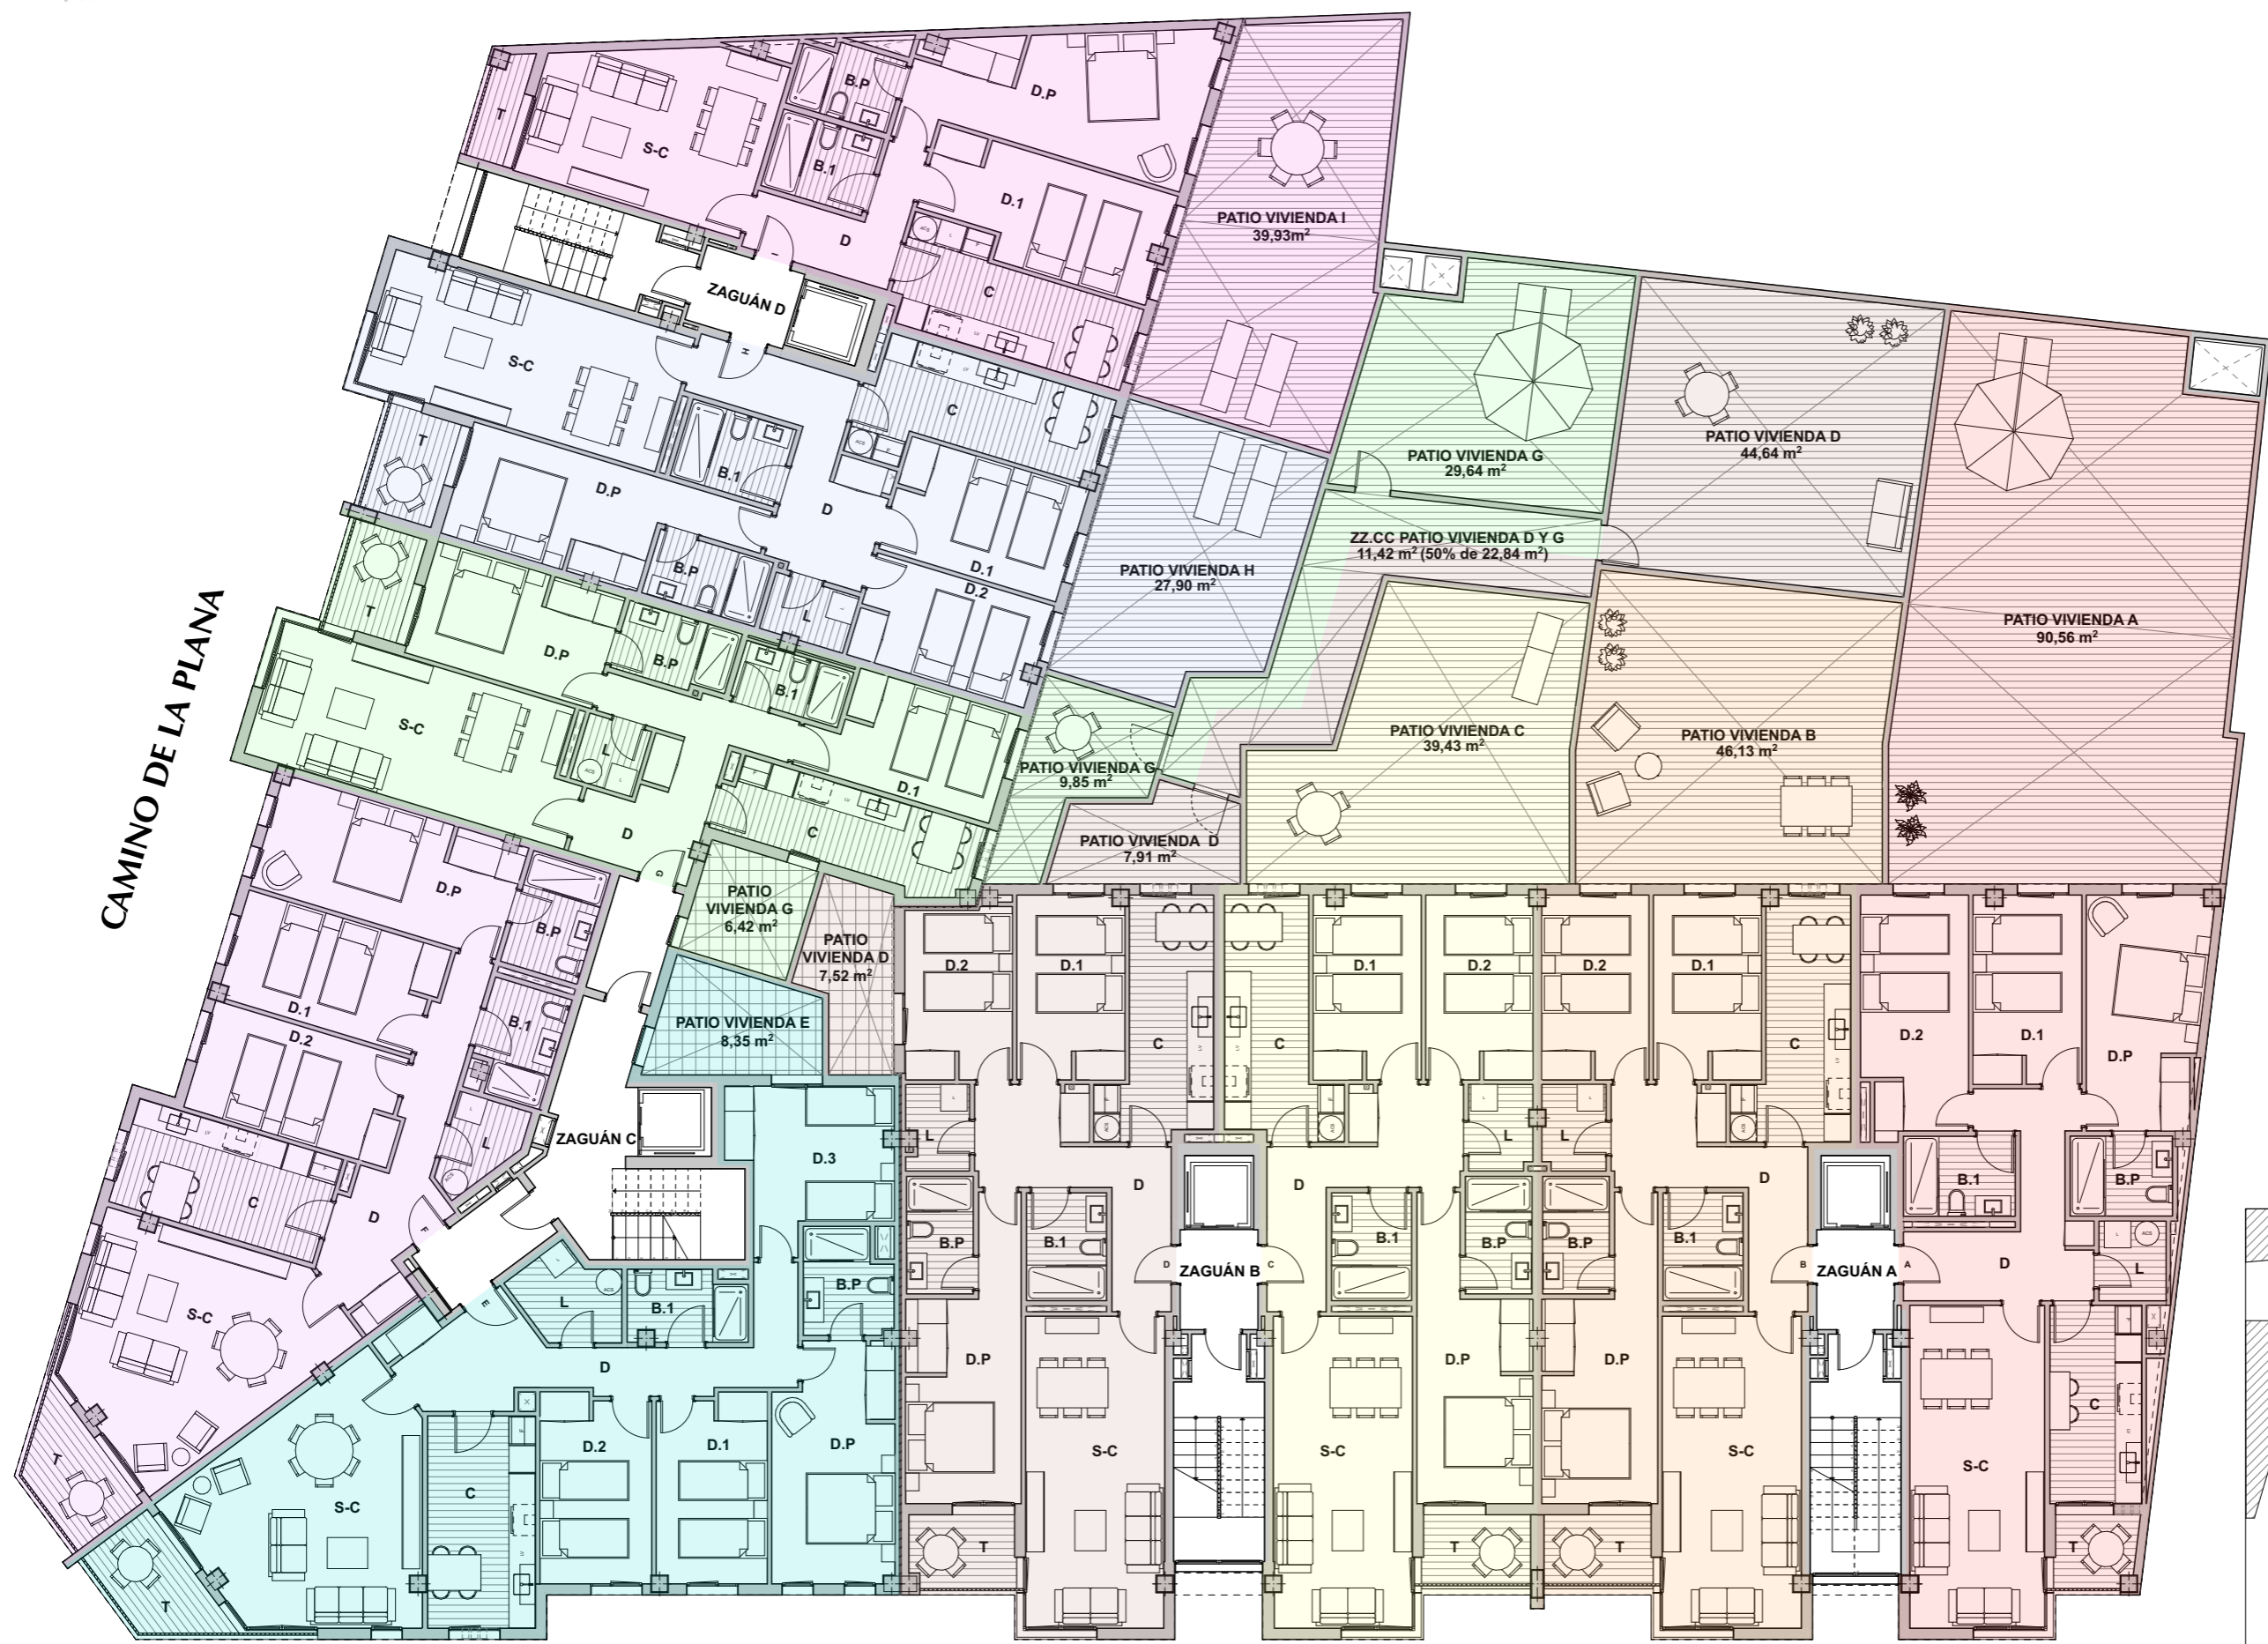 B.P
D.P
T
S-C
B.1
D.1
PATIO VIVIENDA I
39,93m²
D
I
C
ZAGUÁN D
H
S-C
C
T
B.1
D.P
D
PATIO VIVIENDA G
29,64 m²
PATIO VIVIENDA D
44,64 m²
ZZ.CC PATIO VIVIENDA D Y G
11,42 m² (50% de 22,84 m²)
B.P
D.1
D.2
L
PATIO VIVIENDA H
27,90 m²
PATIO VIVIENDA A
90,56 m²
CAMINO DE LA PLANA
T
D.P
B.P
B.1
S-C
L
D.1
D
C
G
PATIO VIVIENDA G
9,85 m²
PATIO VIVIENDA C
39,43 m²
PATIO VIVIENDA B
46,13 m²
PATIO VIVIENDA D
7,91 m²
PATIO
VIVIENDA G
6,42 m²
PATIO
VIVIENDA D
7,52 m²
PATIO VIVIENDA E
8,35 m²
D.P
B.P
D.1
D.2
B.1
L
C
D
F
S-C
T
ZAGUÁN C
E
D.3
B.P
L
B.1
D
D.2
D.1
D.P
C
S-C
T
D.2
D.1
C
L
D
B.P
B.1
D
D.P
S-C
T
ZAGUÁN B
C
C
D.1
D.2
L
D
B.1
B.P
D.P
S-C
T
D.2
D.1
C
L
D
B.P
B.1
B
D.P
S-C
T
ZAGUÁN A
A
D.2
D.1
D.P
B.1
B.P
D
L
C
S-C
T